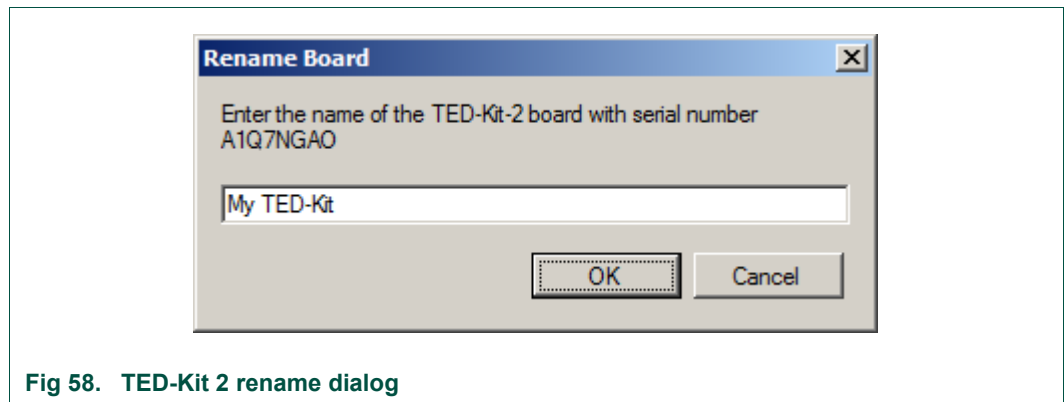 Rename Board
Enter the name of the TED-Kit-2 board with serial number
A1Q7NGAO
My TED-Kit
OK Cancel
Fig 58. TED-Kit 2 rename dialog